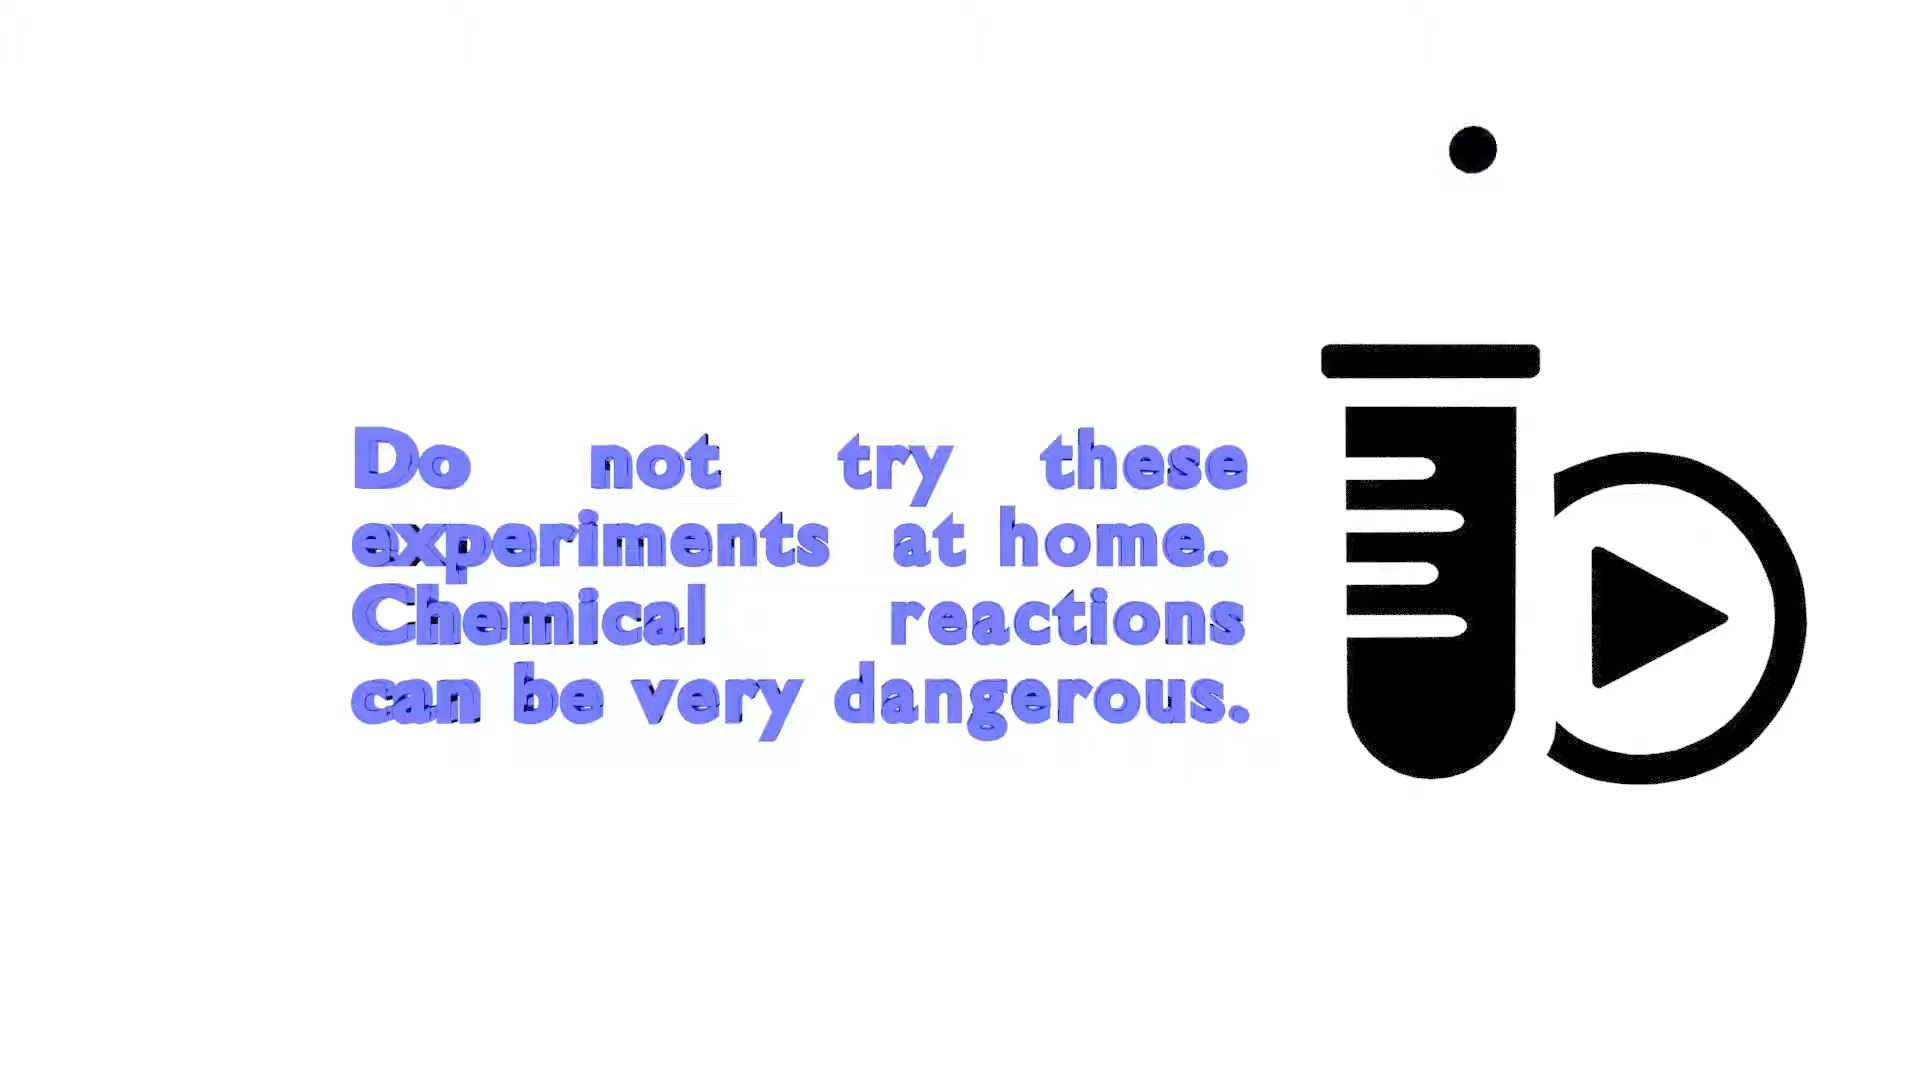 Do not try these
experiments at home.
Chemical reactions
can be very dangerous.